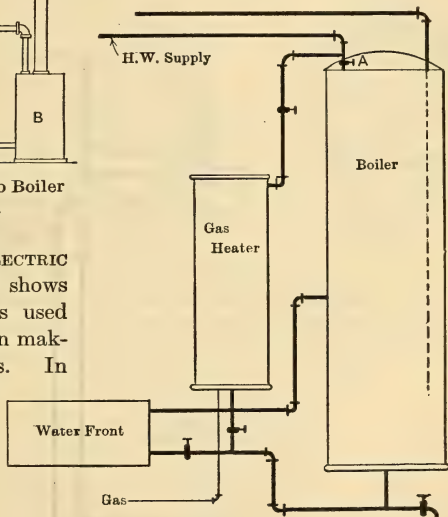 H.W. Supply
A
B
Boiler
o Boiler
Gas
Heater
ECTRIC
shows
s used
n mak-
s. In
Water Front
Gas